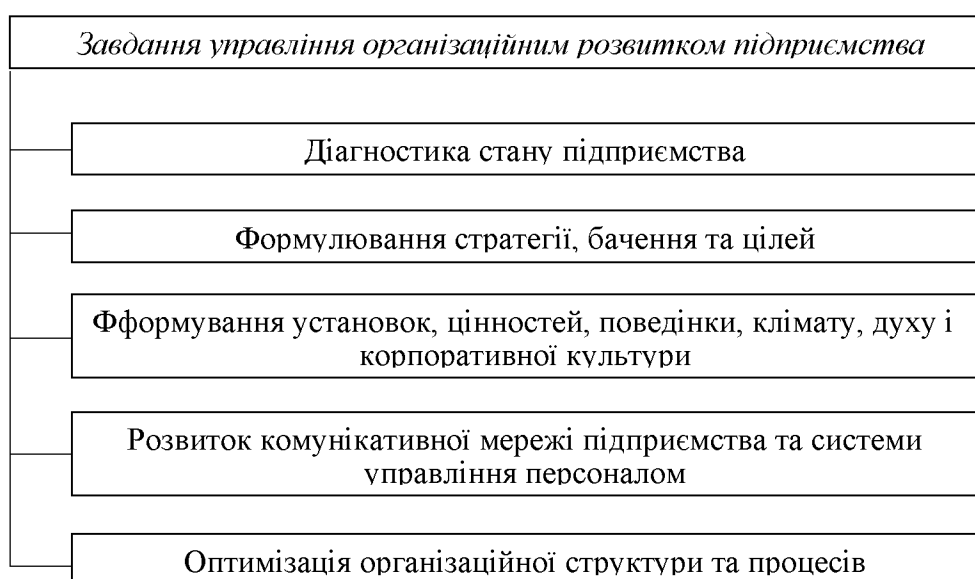 Завдання управління організаційним розвитком підприємства
Діагностика стану підприємства
Формулювання стратегії, бачення та цілей
Фформування установок, цінностей, поведінки, клімату, духу і
корпоративної культури
Розвиток комунікативної мережі підприємства та системи
управління персоналом
Оптимізація організаційної структури та процесів